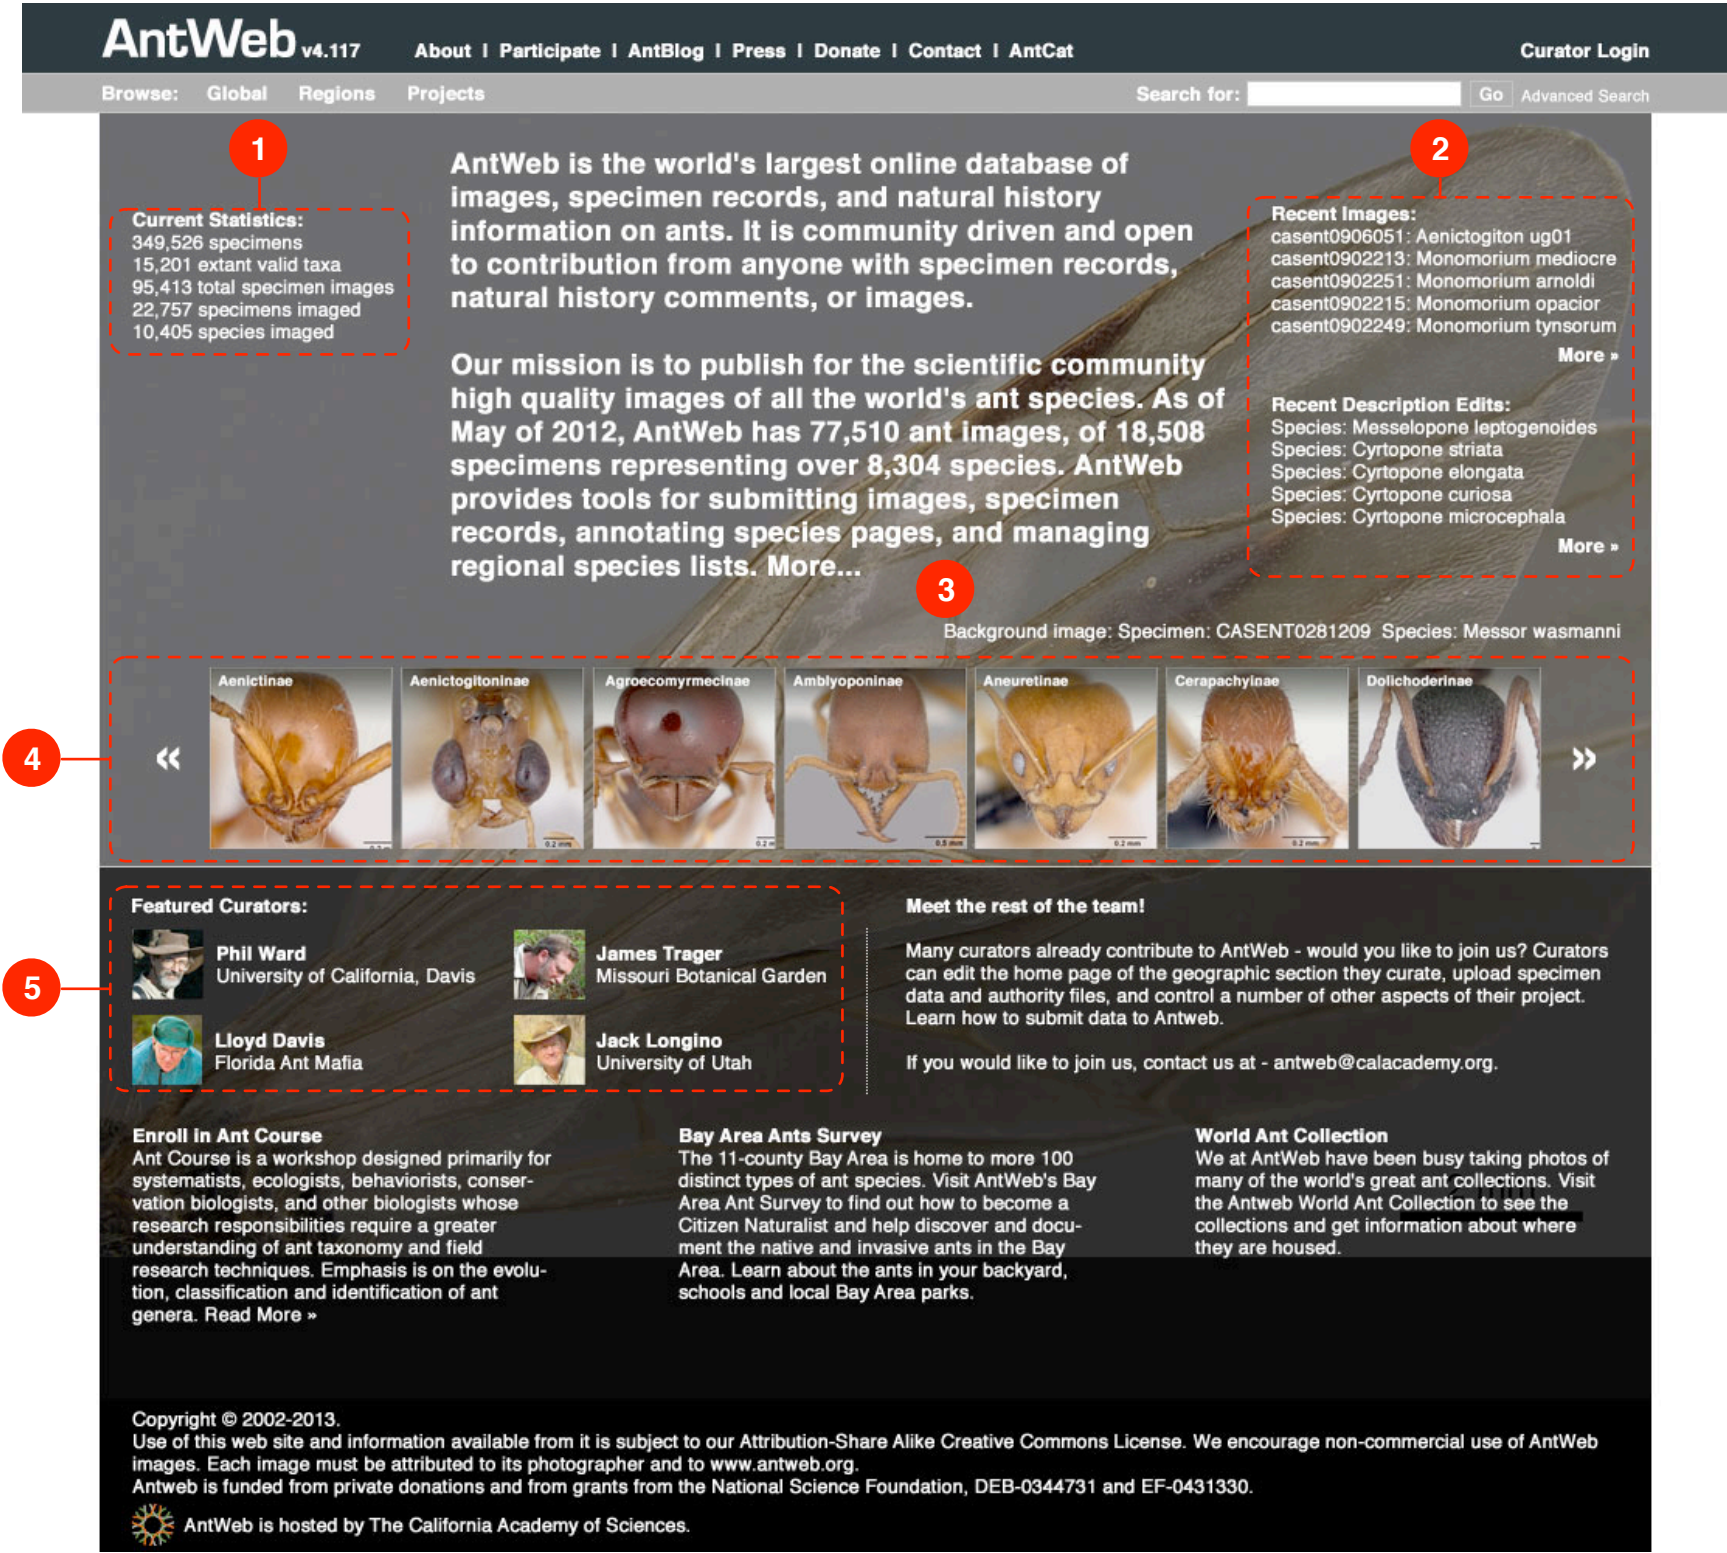 AntWeb v4.117
About | Participate | AntBlog | Press | Donate | Contact | AntCat
Curator Login
Browse: Global Regions Projects
Search for: Go Advanced Search
1
Current Statistics:
349,526 specimens
15,201 extant valid taxa
95,413 total specimen images
22,757 specimens imaged
10,405 species imaged
AntWeb is the world's largest online database of
images, specimen records, and natural history
information on ants. It is community driven and open
to contribution from anyone with specimen records,
natural history comments, or images.
Our mission is to publish for the scientific community
high quality images of all the world's ant species. As of
May of 2012, AntWeb has 77,510 ant images, of 18,508
specimens representing over 8,304 species. AntWeb
provides tools for submitting images, specimen
records, annotating species pages, and managing
regional species lists. More...
2
Recent Images:
casent0906051: Aenictogiton ug01
casent0902213: Monomorium mediocre
casent0902251: Monomorium arnoldi
casent0902215: Monomorium opacior
casent0902249: Monomorium tynsorum
More »
Recent Description Edits:
Species: Messelopone leptogenoides
Species: Cyrtopone striata
Species: Cyrtopone elongata
Species: Cyrtopone curiosa
Species: Cyrtopone microcephala
More »
3
Background image: Specimen: CASENT0281209 Species: Messor wasmanni
4
«
Aenictinae
Aenictogitoninae
0.2 mm
Agroecomyrmecinae
0.2 m
Amblyoponinae
0.5 mm
Aneuretinae
0.2 mm
Cerapachyinae
0.2 mm
Dolichoderinae
»
5
Featured Curators:
Phil Ward
University of California, Davis
James Trager
Missouri Botanical Garden
Lloyd Davis
Florida Ant Mafia
Jack Longino
University of Utah
Meet the rest of the team!
Many curators already contribute to AntWeb - would you like to join us? Curators
can edit the home page of the geographic section they curate, upload specimen
data and authority files, and control a number of other aspects of their project.
Learn how to submit data to Antweb.
If you would like to join us, contact us at - antweb@calacademy.org.
Enroll in Ant Course
Ant Course is a workshop designed primarily for
systematists, ecologists, behaviorists, conser-
vation biologists, and other biologists whose
research responsibilities require a greater
understanding of ant taxonomy and field
research techniques. Emphasis is on the evolu-
tion, classification and identification of ant
genera. Read More »
Bay Area Ants Survey
The 11-county Bay Area is home to more 100
distinct types of ant species. Visit AntWeb's Bay
Area Ant Survey to find out how to become a
Citizen Naturalist and help discover and docu-
ment the native and invasive ants in the Bay
Area. Learn about the ants in your backyard,
schools and local Bay Area parks.
World Ant Collection
We at AntWeb have been busy taking photos of
many of the world's great ant collections. Visit
the Antweb World Ant Collection to see the
collections and get information about where
they are housed.
2 mm
Copyright © 2002-2013.
Use of this web site and information available from it is subject to our Attribution-Share Alike Creative Commons License. We encourage non-commercial use of AntWeb
images. Each image must be attributed to its photographer and to www.antweb.org.
Antweb is funded from private donations and from grants from the National Science Foundation, DEB-0344731 and EF-0431330.
AntWeb is hosted by The California Academy of Sciences.